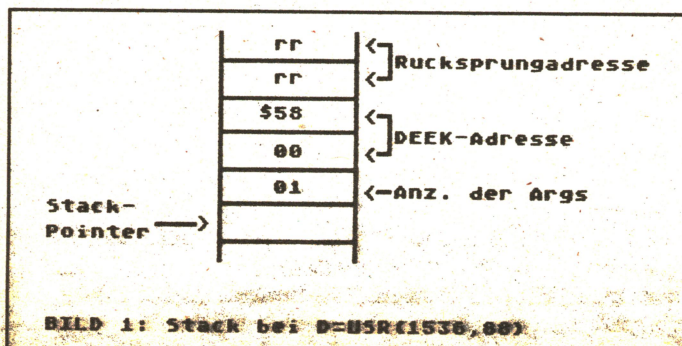 rr
Rucksprungadresse
rr
$58
DEEK-Adresse
00
01
Anz. der Args
Stack-
Pointer
BILD 1: Stack bei D=USR(1536,88)